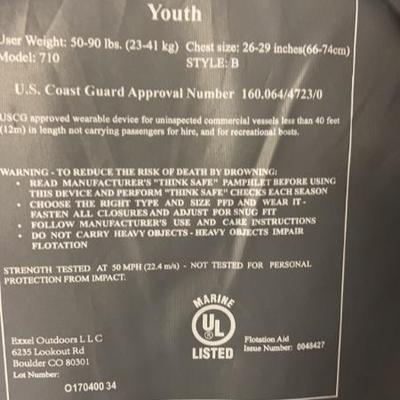 Youth
User Weight: 50-90 lbs. (23-41 kg) Chest size: 26-29 inches(66-74cm)
Model: 710 STYLE: B
U.S. Coast Guard Approval Number 160.064/4723/0
USCG approved wearable device for uninspected commercial vessels less than 40 feet
(12m) in length not carrying passengers for hire, and for recreational boats.
WARNING - TO REDUCE THE RISK OF DEATH BY DROWNING:
• READ MANUFACTURER'S "THINK SAFE" PAMPHLET BEFORE USING
THIS DEVICE AND PERFORM "THINK SAFE" CHECKS EACH SEASON
• CHOOSE THE RIGHT TYPE AND SIZE PFD AND WEAR IT -
FASTEN ALL CLOSURES AND ADJUST FOR SNUG FIT
• FOLLOW MANUFACTURER'S USE AND CARE INSTRUCTIONS
• DO NOT CARRY HEAVY OBJECTS - HEAVY OBJECTS IMPAIR
FLOTATION
STRENGTH TESTED AT 50 MPH (22.4 m/s) - NOT TESTED FOR PERSONAL
PROTECTION FROM IMPACT.
MARINE
UL
LISTED
Exxel Outdoors L L C
6235 Lookout Rd
Boulder CO 80301
Lot Number:
O170400 34
Flotation Aid
Issue Number: 0048427